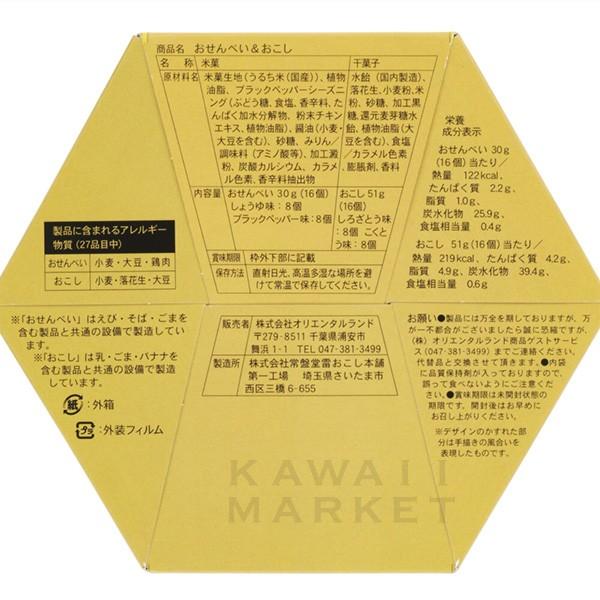 商品名 おせんべい&おこし
名称 米菓 干菓子
原材料名 米菓生地(うるち米(国産))、植物
油脂、ブラックペッパーシーズニ
ング(ぶどう糖、食塩、香辛料、た
んぱく加水分解物、粉末チキン
エキス、植物油脂)、醤油(小麦・
大豆を含む)、砂糖、みりん/
調味料(アミノ酸等)、加工澱
粉、炭酸カルシウム、カラメ
ル色素、香辛料抽出物
水飴(国内製造)、
落花生、小麦粉、米
粉、砂糖、加工黒
糖、還元麦芽糖水
飴、植物油脂(大豆
を含む)、食塩
/カラメル色素
、膨脹剤、香料
内容量 おせんべい30g(16個)
しょうゆ味:8個
ブラックペッパー味:8個
おこし51g
(16個)
しろざとう味:
8個 こくと
う味:8個
賞味期限 枠外下部に記載
保存方法 直射日光、高温多湿な場所を避
けて常温で保存してください。
栄養
成分表示
おせんべい30g
(16個)当たり/
熱量 122kcal、
たんぱく質 2.2g、
脂質 1.0g、
炭水化物 25.9g、
食塩相当量 0.4g
おこし 51g(16個)当たり/
熱量 219kcal、たんぱく質 4.2g、
脂質 4.9g、炭水化物 39.4g、
食塩相当量 0.6g
製品に含まれるアレルギー
物質(27品目中)
おせんべい 小麦・大豆・鶏肉
おこし 小麦・落花生・大豆
※「おせんべい」はえび・そば・ごまを
含む製品と共通の設備で製造してい
ます。
※「おこし」は乳・ごま・バナナを
含む製品と共通の設備で製造
しています。
紙:外箱
プラ:外装フィルム
販売者 株式会社オリエンタルランド
〒279-8511 千葉県浦安市
舞浜1-1 TEL 047-381-3499
製造所 株式会社常盤堂雷おこし本舗
第一工場 埼玉県さいたま市
西区三橋6-655
お願い●製品には万全を期しておりますが、万
が一不都合がございましたら誠に恐縮ですが、
(株)オリエンタルランド商品ゲストサービ
ス(047-381-3499)までご連絡ください。
代替品と交換させて頂きます。●内袋
に品質保持剤が入っておりますので、
誤って食べないようにご注意くださ
い。●賞味期限は未開封状態の
期限です。開封後はお早めに
お召し上がりください。
※デザインのかすれた部
分は手描きの風合いを
表現したものです。
KAWAII
MARKET